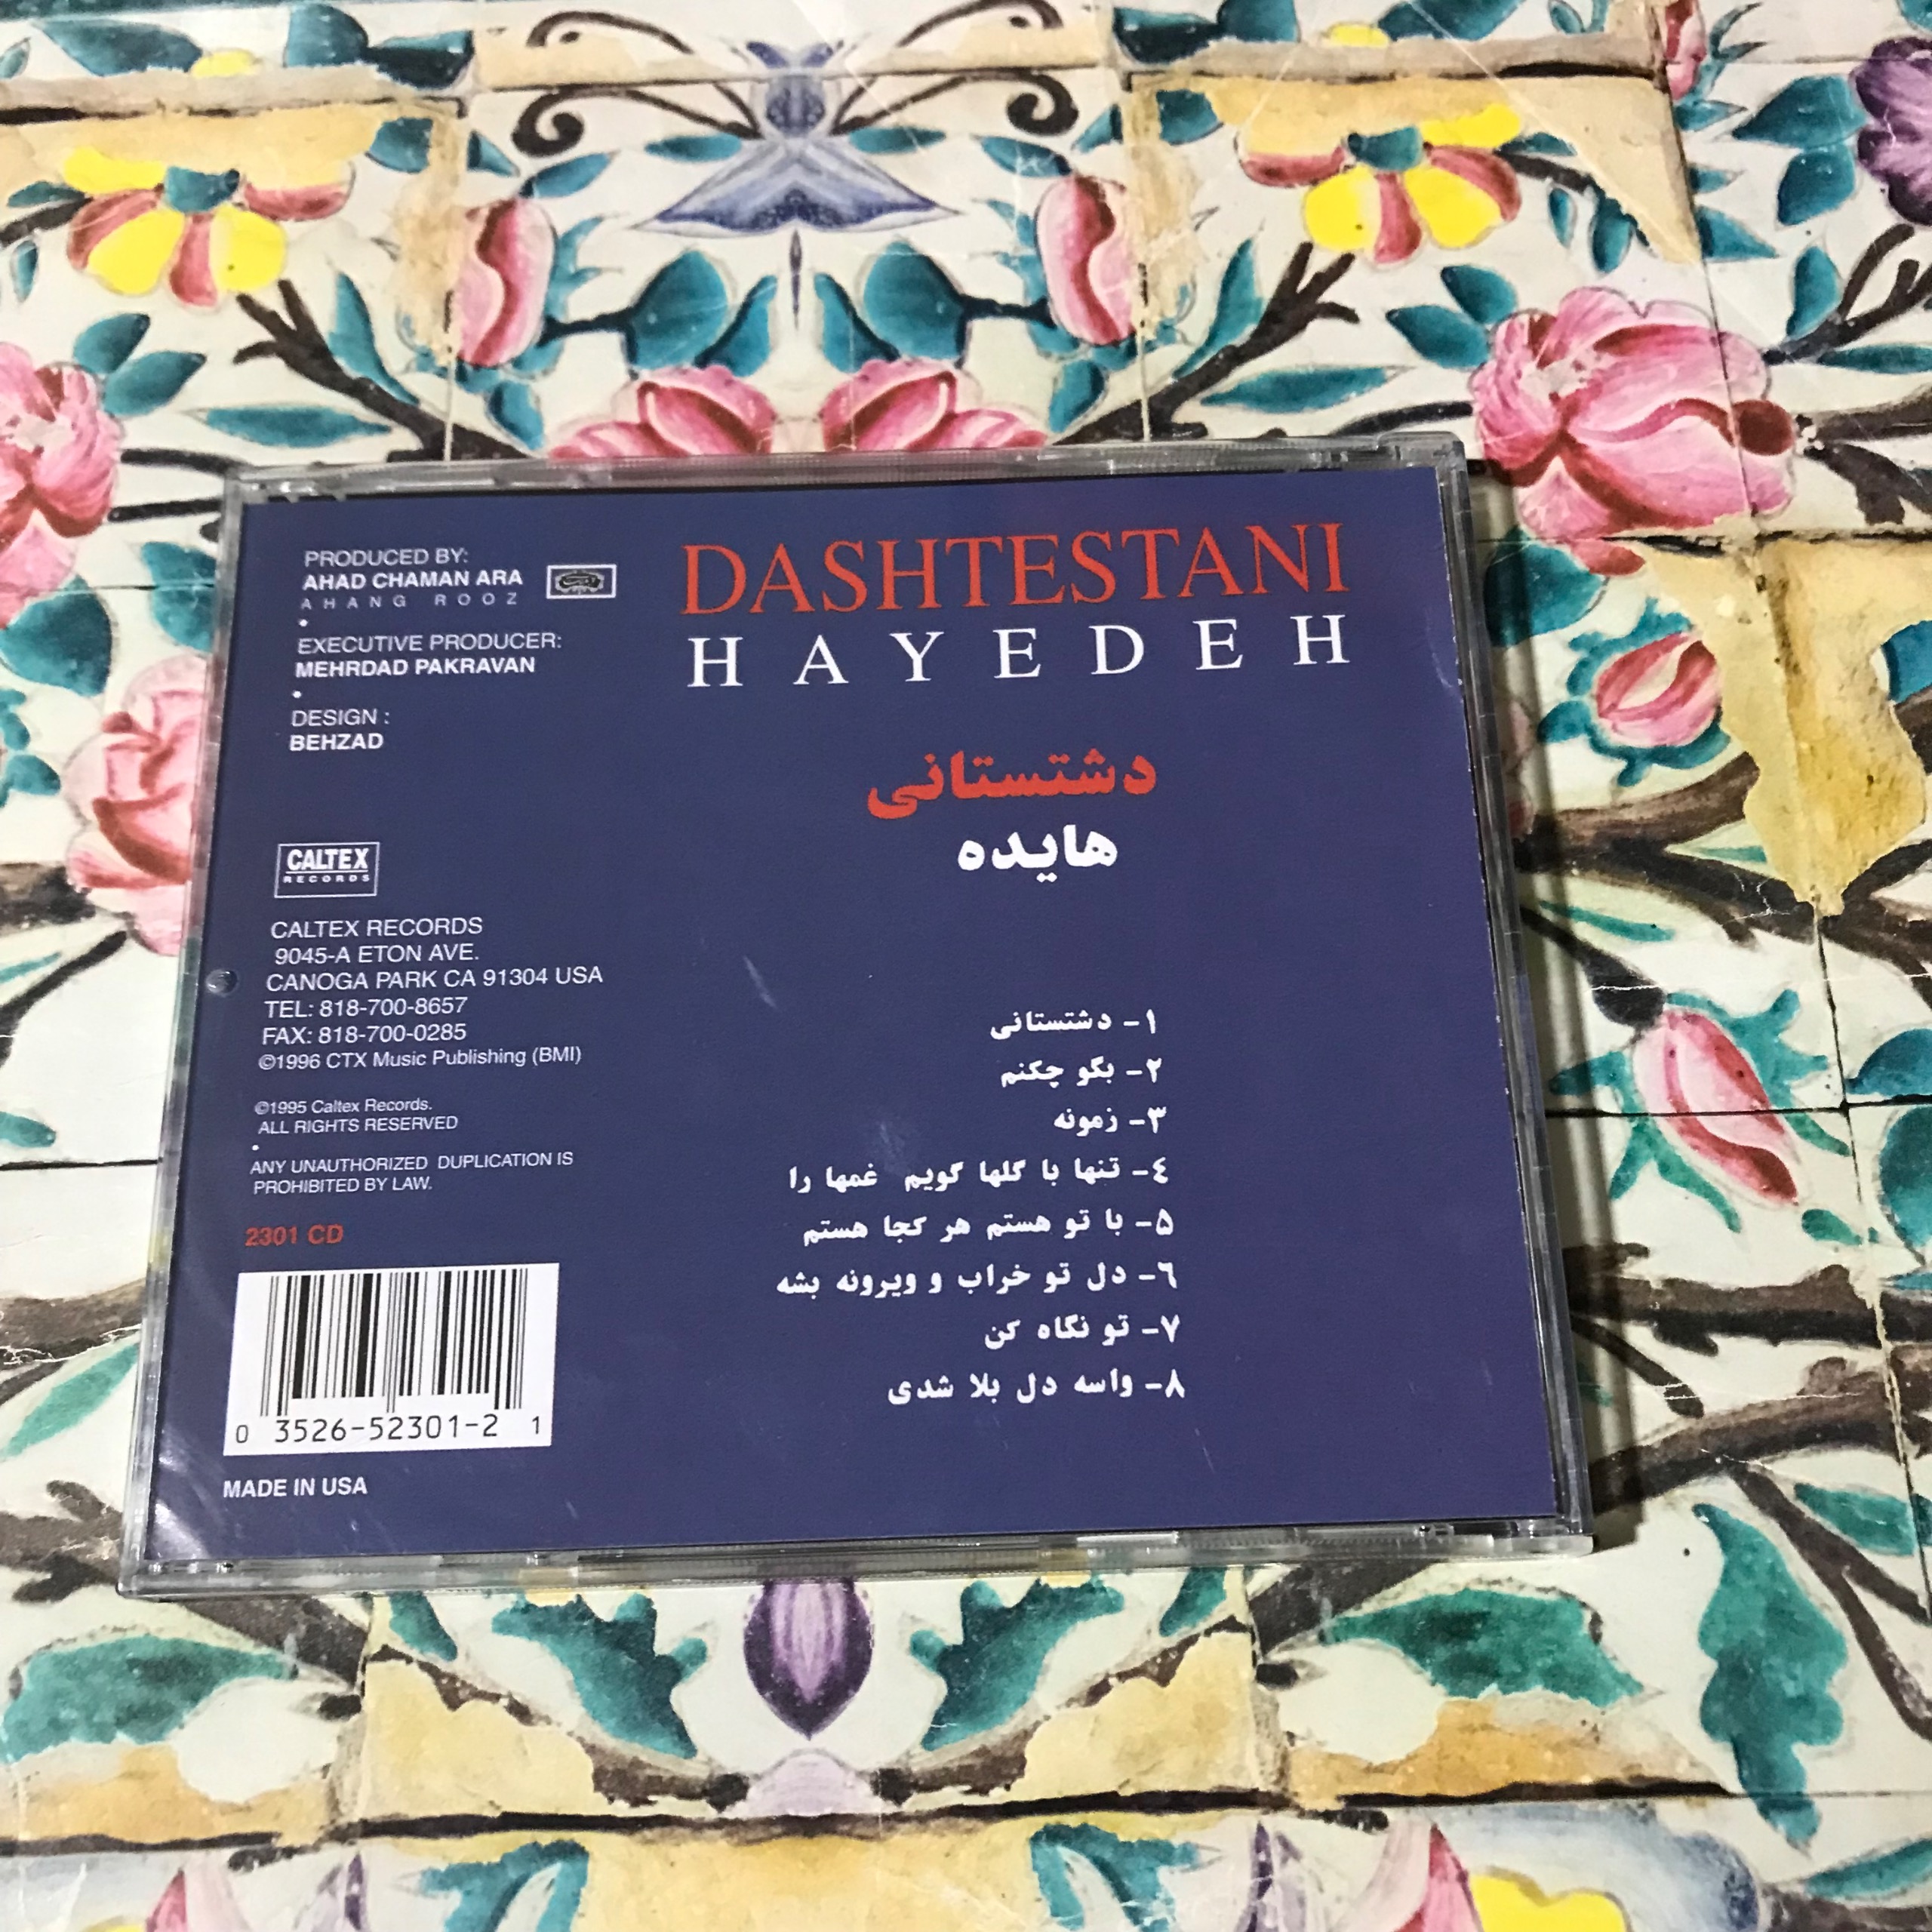 PRODUCED BY:
AHAD CHAMAN ARA
AHANG ROOZ
EXECUTIVE PRODUCER:
MEHRDAD PAKRAVAN
DESIGN :
BEHZAD
DASHTESTANI
HAYEDEH
دشتستانی
هایده
CALTEX
RECORDS
CALTEX RECORDS
9045-A ETON AVE.
CANOGA PARK CA 91304 USA
TEL: 818-700-8657
FAX: 818-700-0285
©1996 CTX Music Publishing (BMI)
©1995 Caltex Records.
ALL RIGHTS RESERVED
ANY UNAUTHORIZED DUPLICATION IS
PROHIBITED BY LAW.
2301 CD
0 3526-52301-2 1
MADE IN USA
۱- دشتستانی
۲- بگو چکنم
۳- زمونه
٤- تنها با گلها گویم غمها را
۵- با تو هستم هر کجا هستم
٦- دل تو خراب و ویرونه بشه
۷- تو نگاه کن
۸- واسه دل بلا شدی